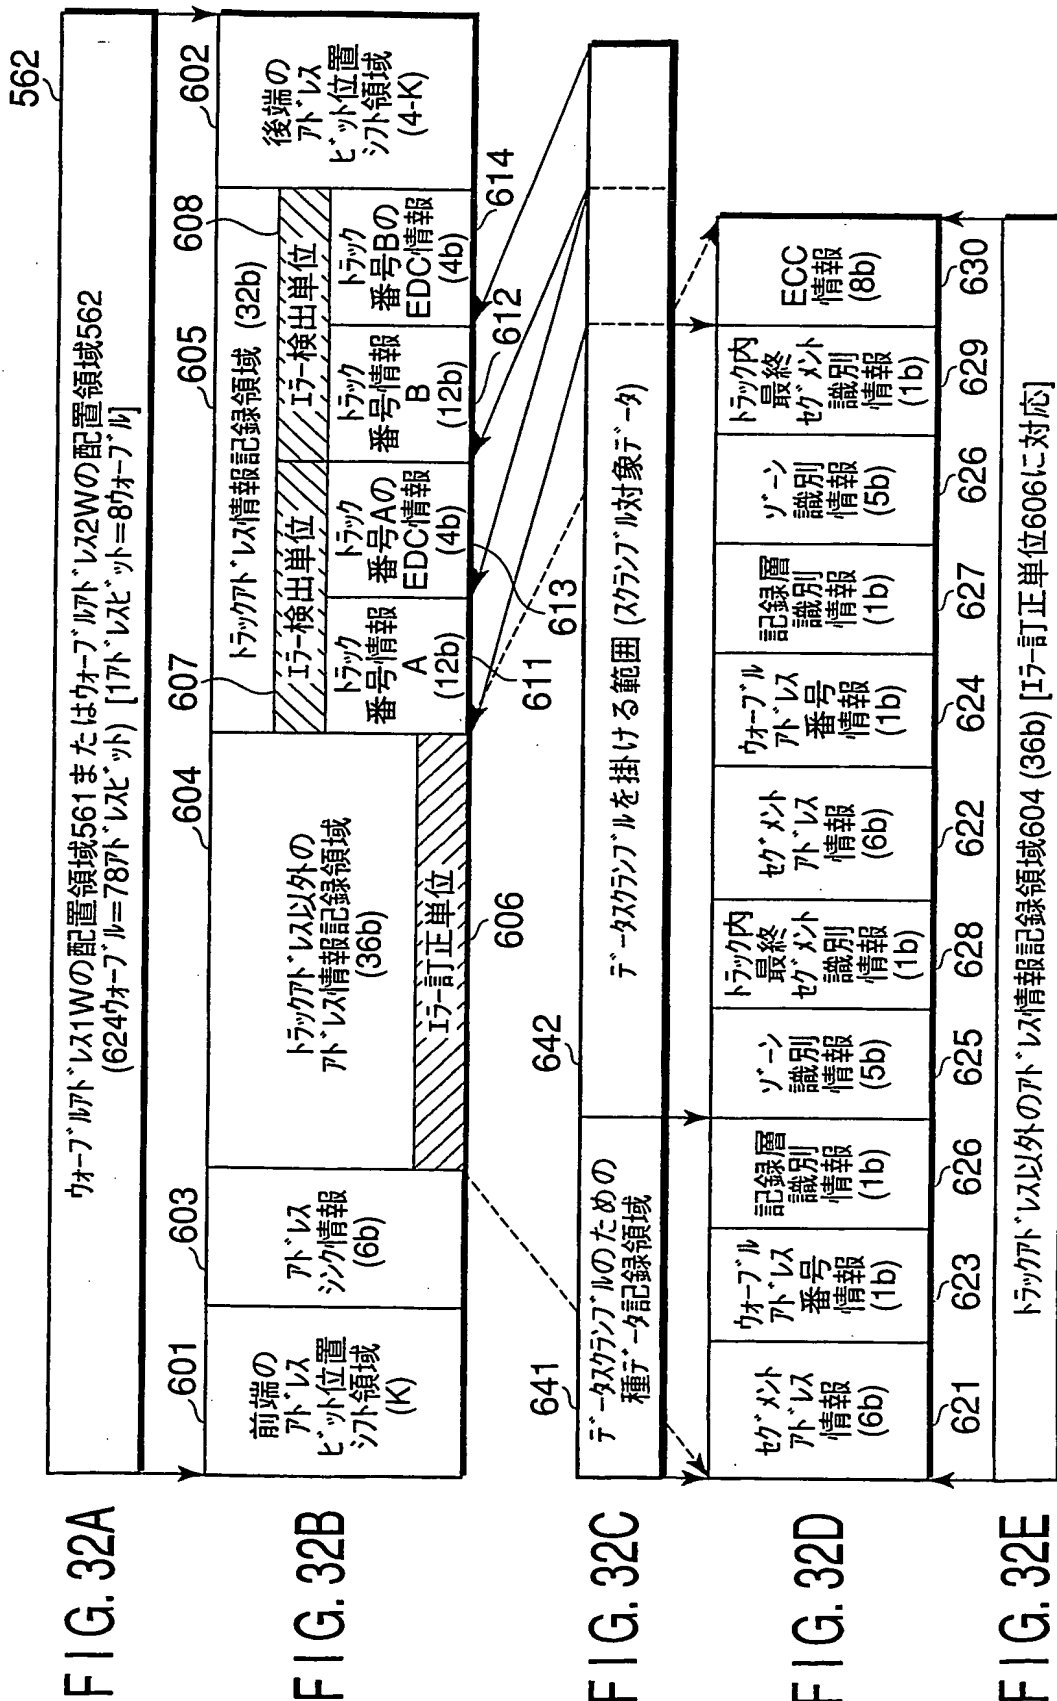 FIG. 32A
562
ウォーブルアドレス1Wの配置領域561またはウォーブルアドレス2Wの配置領域562
(624ウォーブル=78アドレスビット) [1アドレスビット=8ウォーブル]
FIG. 32B
601
603
604
607
605
608
602
前端の
アドレス
ビット位置
シフト領域
(K)
アドレス
シンク情報
(6b)
トラックアドレス以外の
アドレス情報記録領域
(36b)
エラー訂正単位
606
トラックアドレス情報記録領域 (32b)
エラー検出単位
エラー検出単位
トラック
番号情報
A
(12b)
トラック
番号Aの
EDC情報
(4b)
トラック
番号情報
B
(12b)
トラック
番号Bの
EDC情報
(4b)
後端の
アドレス
ビット位置
シフト領域
(4-K)
611
613
612
614
FIG. 32C
641
642
データスクランブルのための
種データ記録領域
データスクランブルを掛ける範囲 (スクランブル対象データ)
FIG. 32D
セグメント
アドレス
情報
(6b)
ウォーブル
アドレス
番号
情報
(1b)
記録層
識別
情報
(1b)
ゾーン
識別
情報
(5b)
トラック内
最終
セグメント
識別
情報
(1b)
セグメント
アドレス
情報
(6b)
ウォーブル
アドレス
番号
情報
(1b)
記録層
識別
情報
(1b)
ゾーン
識別
情報
(5b)
トラック内
最終
セグメント
識別
情報
(1b)
ECC
情報
(8b)
621
623
626
625
628
622
624
627
626
629
630
FIG. 32E
トラックアドレス以外のアドレス情報記録領域604 (36b) [エラー訂正単位606に対応]